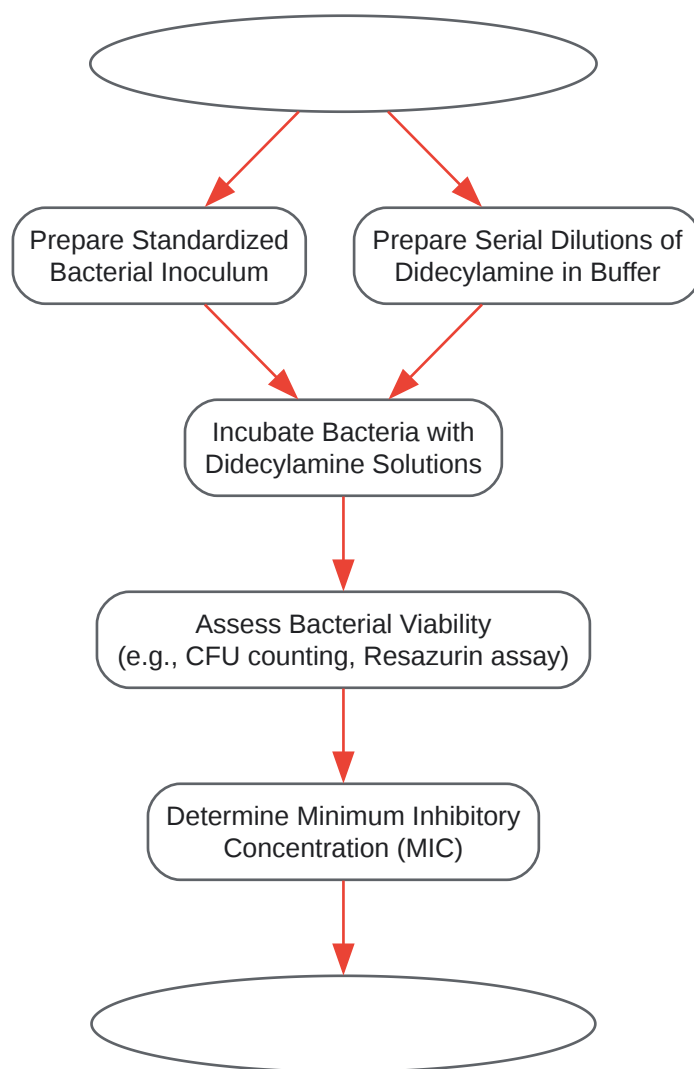 Prepare Standardized
Bacterial Inoculum
Prepare Serial Dilutions of
Didecylamine in Buffer
Incubate Bacteria with
Didecylamine Solutions
Assess Bacterial Viability
(e.g., CFU counting, Resazurin assay)
Determine Minimum Inhibitory
Concentration (MIC)